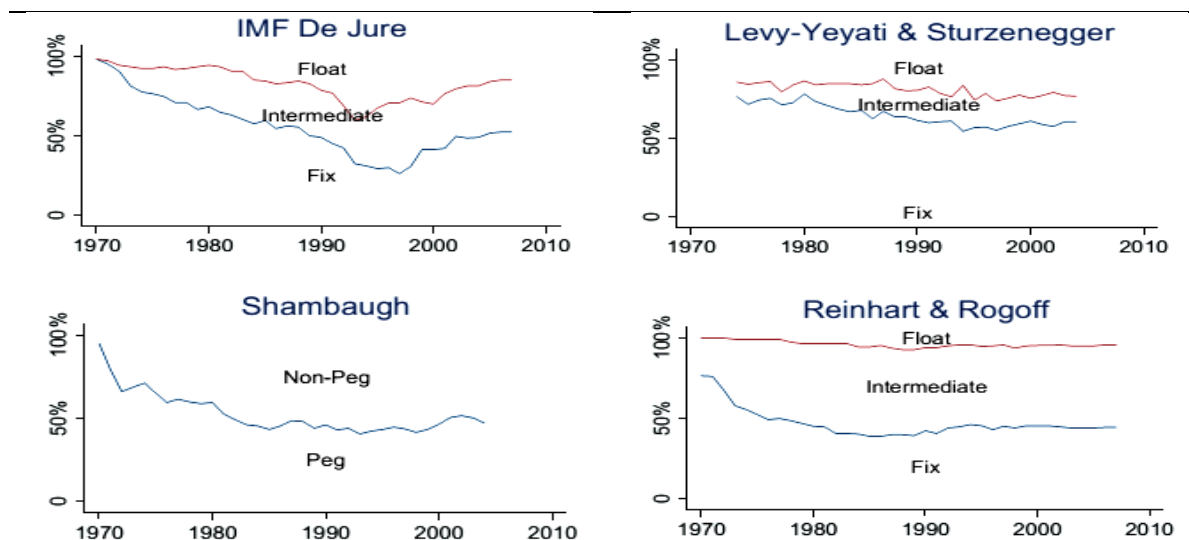 IMF De Jure
100%
50%
0
Float
Intermediate
Fix
1970 1980 1990 2000 2010
Levy-Yeyati & Sturzenegger
100%
50%
0
Float
Intermediate
Fix
1970 1980 1990 2000 2010
Shambaugh
100%
50%
0
Non-Peg
Peg
1970 1980 1990 2000 2010
Reinhart & Rogoff
100%
50%
0
Float
Intermediate
Fix
1970 1980 1990 2000 2010